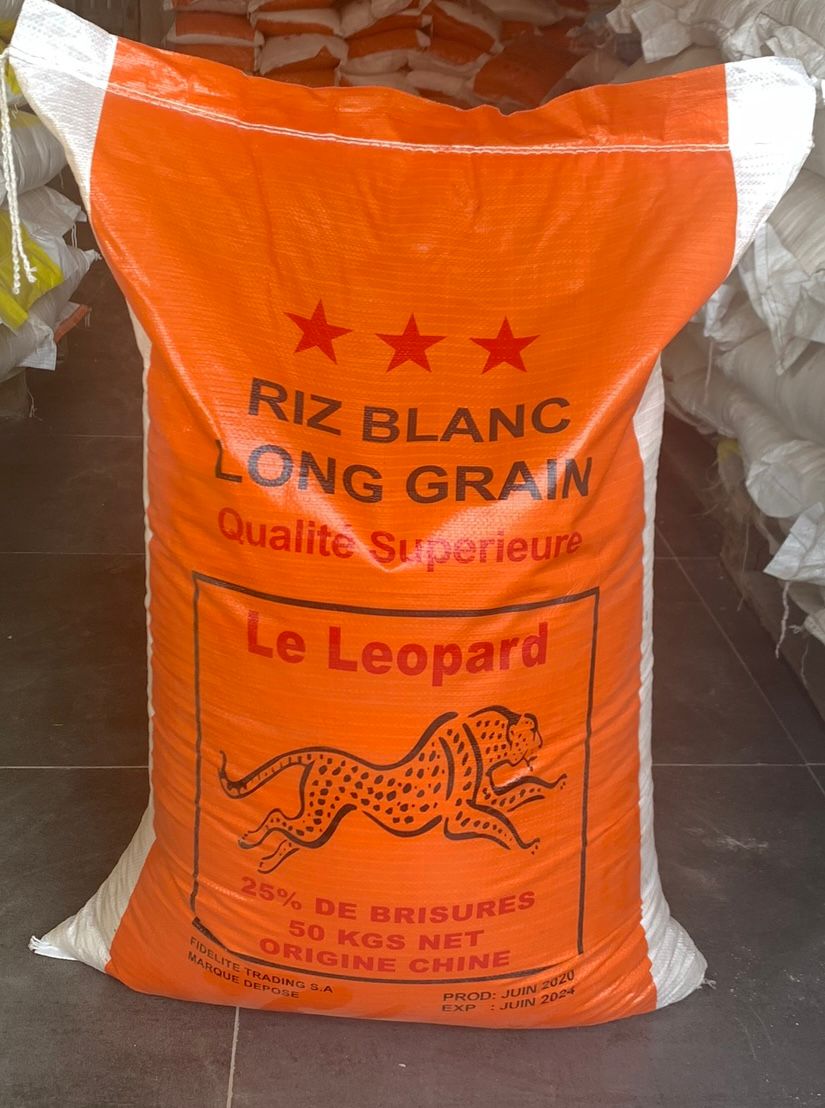 RIZ BLANC
LONG GRAIN
Qualité Superieure
Le Leopard
25% DE BRISURES
50 KGS NET
ORIGINE CHINE
FIDELITE TRADING S.A
MARQUE DEPOSE
PROD: JUIN 2020
EXP : JUIN 2024